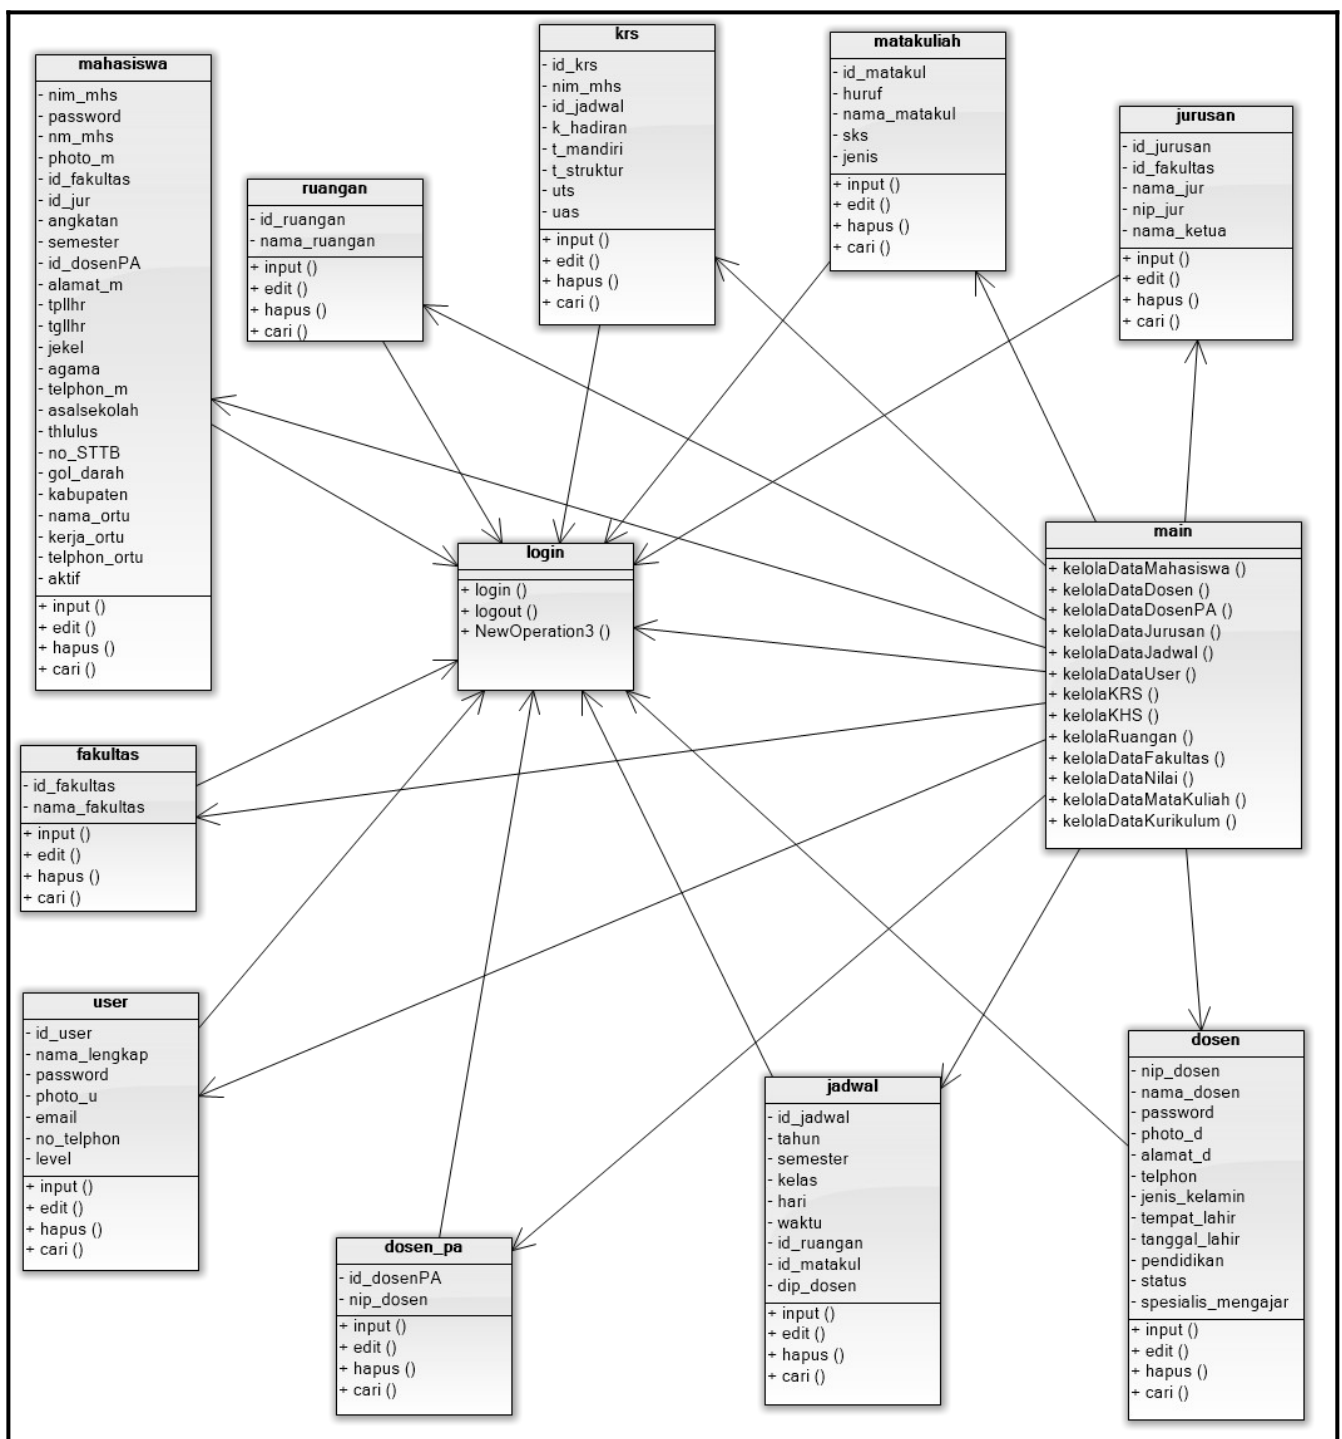 mahasiswa
- nim_mhs
- password
- nm_mhs
- photo_m
- id_fakultas
- id_jur
- angkatan
- semester
- id_dosenPA
- alamat_m
- tpllhr
- tgllhr
- jekel
- agama
- telphon_m
- asalsekolah
- thlulus
- no_STTB
- gol_darah
- kabupaten
- nama_ortu
- kerja_ortu
- telphon_ortu
- aktif
+ input ()
+ edit ()
+ hapus ()
+ cari ()
ruangan
- id_ruangan
- nama_ruangan
+ input ()
+ edit ()
+ hapus ()
+ cari ()
krs
- id_krs
- nim_mhs
- id_jadwal
- k_hadiran
- t_mandiri
- t_struktur
- uts
- uas
+ input ()
+ edit ()
+ hapus ()
+ cari ()
matakuliah
- id_matakul
- huruf
- nama_matakul
- sks
- jenis
+ input ()
+ edit ()
+ hapus ()
+ cari ()
jurusan
- id_jurusan
- id_fakultas
- nama_jur
- nip_jur
- nama_ketua
+ input ()
+ edit ()
+ hapus ()
+ cari ()
login
+ login ()
+ logout ()
+ NewOperation3 ()
main
+ kelolaDataMahasiswa ()
+ kelolaDataDosen ()
+ kelolaDataDosenPA ()
+ kelolaDataJurusan ()
+ kelolaDataJadwal ()
+ kelolaDataUser ()
+ kelolaKRS ()
+ kelolaKHS ()
+ kelolaRuangan ()
+ kelolaDataFakultas ()
+ kelolaDataNilai ()
+ kelolaDataMataKuliah ()
+ kelolaDataKurikulum ()
fakultas
- id_fakultas
- nama_fakultas
+ input ()
+ edit ()
+ hapus ()
+ cari ()
user
- id_user
- nama_lengkap
- password
- photo_u
- email
- no_telphon
- level
+ input ()
+ edit ()
+ hapus ()
+ cari ()
dosen_pa
- id_dosenPA
- nip_dosen
+ input ()
+ edit ()
+ hapus ()
+ cari ()
jadwal
- id_jadwal
- tahun
- semester
- kelas
- hari
- waktu
- id_ruangan
- id_matakul
- dip_dosen
+ input ()
+ edit ()
+ hapus ()
+ cari ()
dosen
- nip_dosen
- nama_dosen
- password
- photo_d
- alamat_d
- telphon
- jenis_kelamin
- tempat_lahir
- tanggal_lahir
- pendidikan
- status
- spesialis_mengajar
+ input ()
+ edit ()
+ hapus ()
+ cari ()